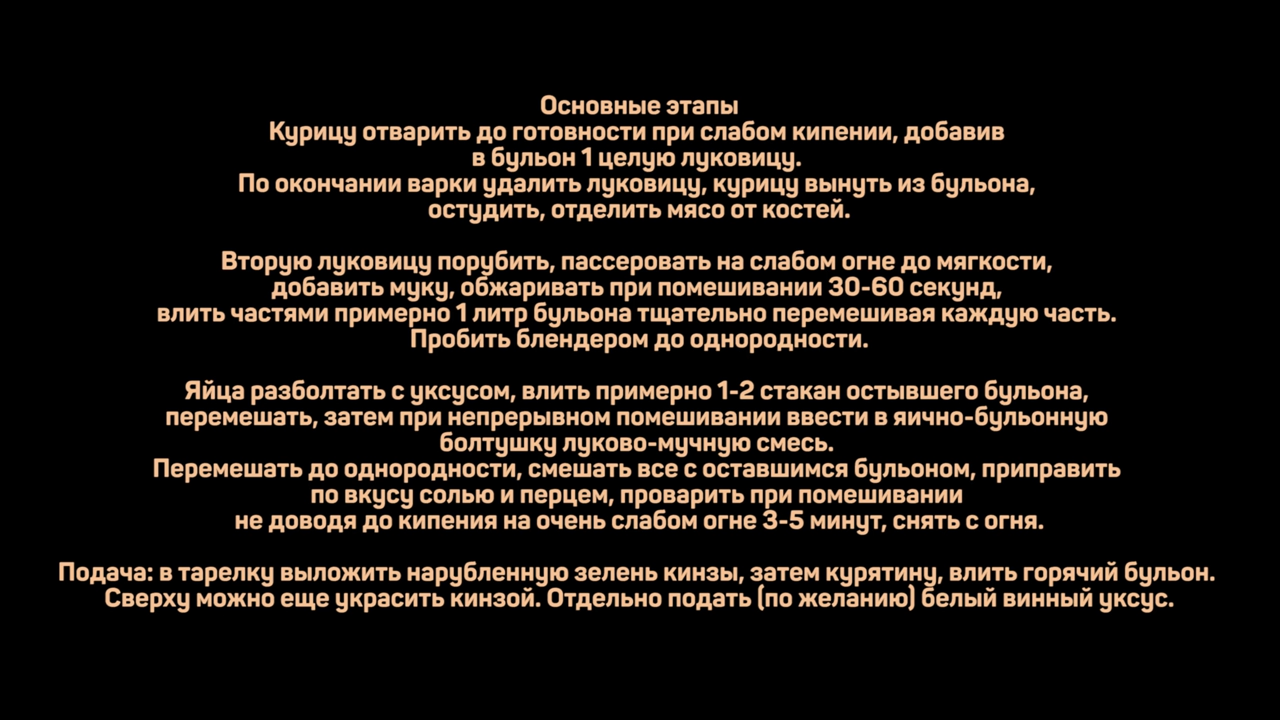 Основные этапы
Курицу отварить до готовности при слабом кипении, добавив
в бульон 1 целую луковицу.
По окончании варки удалить луковицу, курицу вынуть из бульона,
остудить, отделить мясо от костей.
Вторую луковицу порубить, пассеровать на слабом огне до мягкости,
добавить муку, обжаривать при помешивании 30-60 секунд,
влить частями примерно 1 литр бульона тщательно перемешивая каждую часть.
Пробить блендером до однородности.
Яйца разболтать с уксусом, влить примерно 1-2 стакан остывшего бульона,
перемешать, затем при непрерывном помешивании ввести в яично-бульонную
болтушку луково-мучную смесь.
Перемешать до однородности, смешать все с оставшимся бульоном, приправить
по вкусу солью и перцем, проварить при помешивании
не доводя до кипения на очень слабом огне 3-5 минут, снять с огня.
Подача: в тарелку выложить нарубленную зелень кинзы, затем курятину, влить горячий бульон.
Сверху можно еще украсить кинзой. Отдельно подать (по желанию) белый винный уксус.